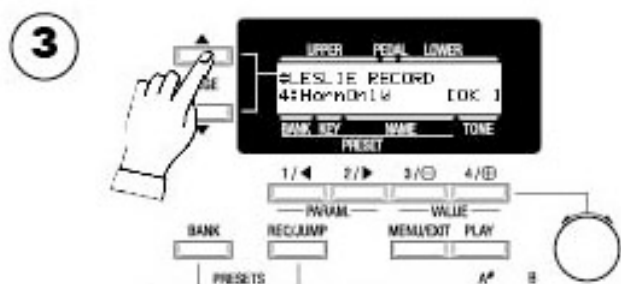 3
UPPER PEDAL LOWER
LESLIE RECORD
4:HornOnly [OK ]
BANK KEY NAME TONE
PRESET
1/◀ 2/▶ 3/⊖ 4/⊕
PARAM. VALUE
BANK REC/JUMP MENU/EXIT PLAY
PRESETS A# B